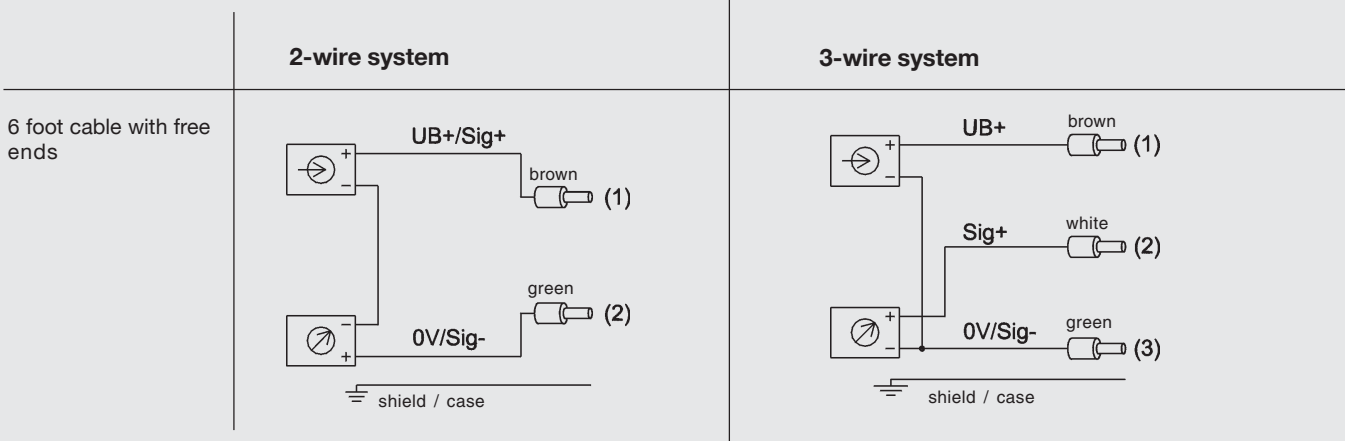 2-wire system
3-wire system
6 foot cable with free
ends
UB+/Sig+
+
−
brown
(1)
green
(2)
−
0V/Sig-
+
shield / case
UB+
brown
(1)
+
−
Sig+
white
(2)
+
−
0V/Sig-
green
(3)
shield / case